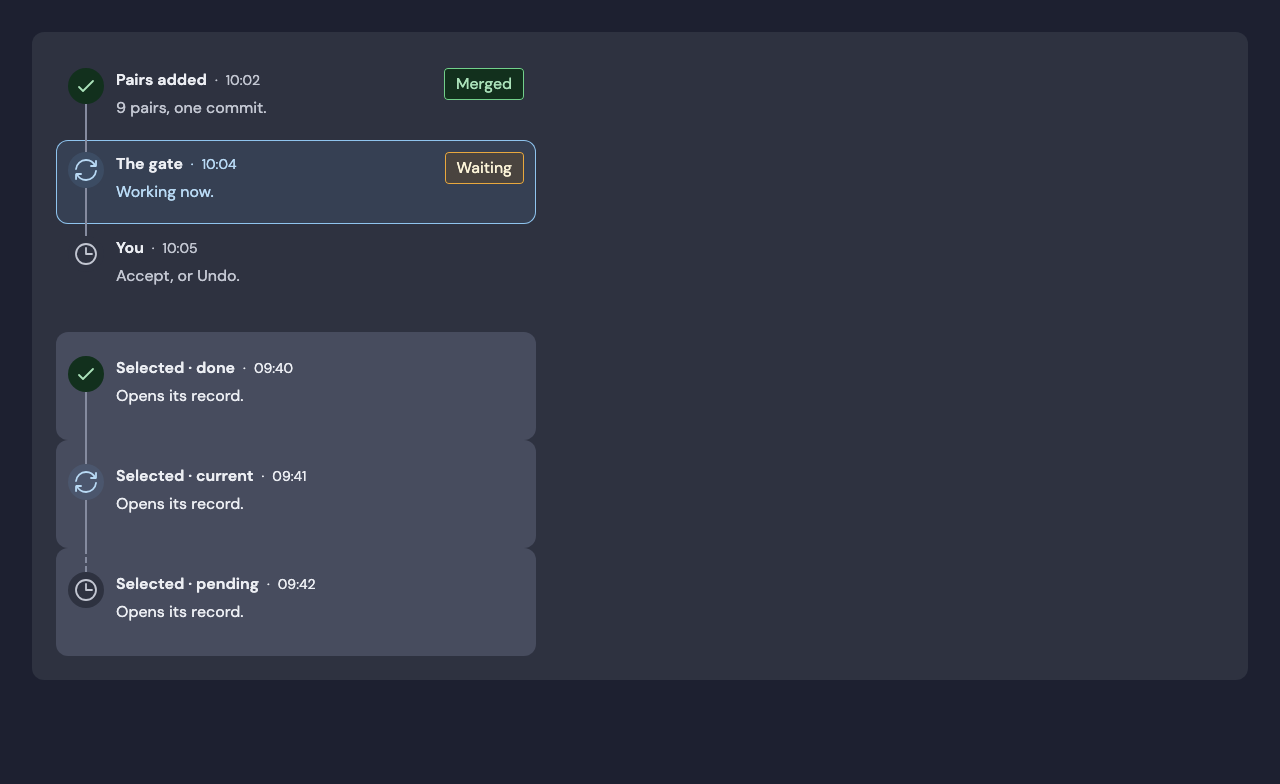 Pairs added · 10:02 Merged
9 pairs, one commit.
The gate · 10:04 Waiting
Working now.
You · 10:05
Accept, or Undo.
Selected · done · 09:40
Opens its record.
Selected · current · 09:41
Opens its record.
Selected · pending · 09:42
Opens its record.